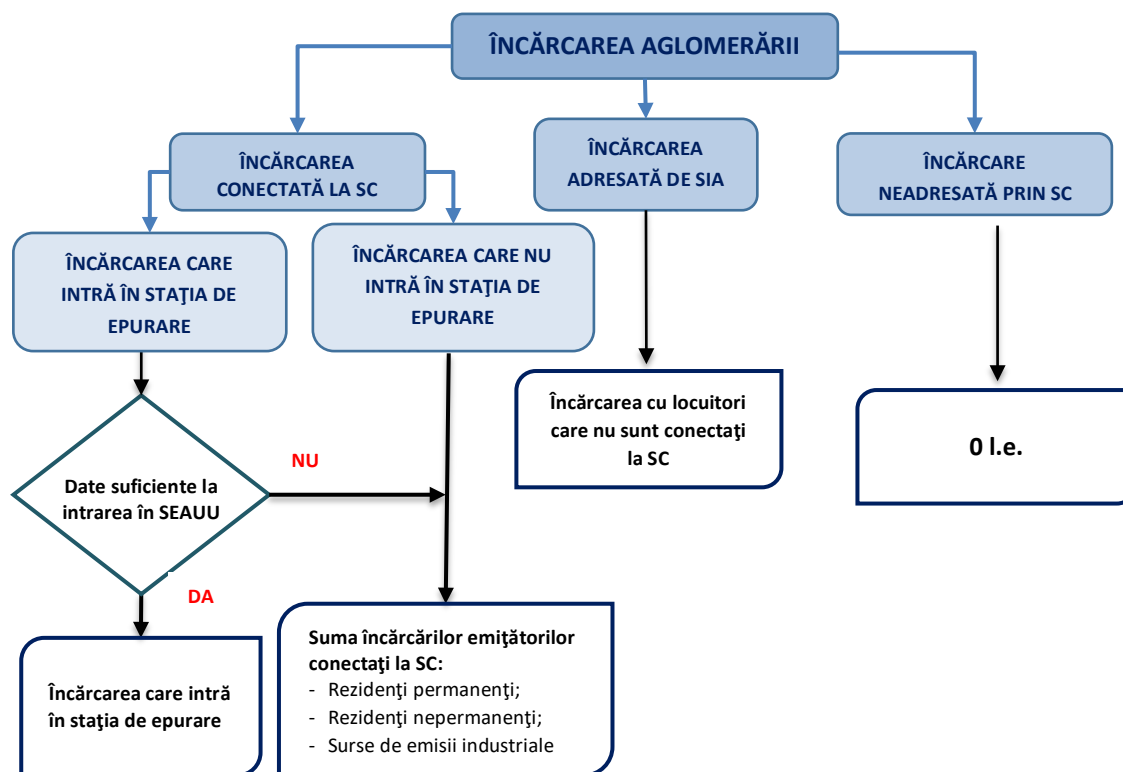 ÎNCĂRCAREA AGLOMERĂRII
ÎNCĂRCAREA
CONECTATĂ LA SC
ÎNCĂRCAREA
ADRESATĂ DE SIA
ÎNCĂRCARE
NEADRESATĂ PRIN SC
ÎNCĂRCAREA CARE
INTRĂ ÎN STAŢIA DE
EPURARE
ÎNCĂRCAREA CARE NU
INTRĂ ÎN STAŢIA DE
EPURARE
Încărcarea cu locuitori
care nu sunt conectaţi
la SC
0 l.e.
Date suficiente la
intrarea în SEAUU
NU
DA
Încărcarea care intră
în staţia de epurare
Suma încărcărilor emiţătorilor
conectaţi la SC:
- Rezidenţi permanenţi;
- Rezidenţi nepermanenţi;
- Surse de emisii industriale